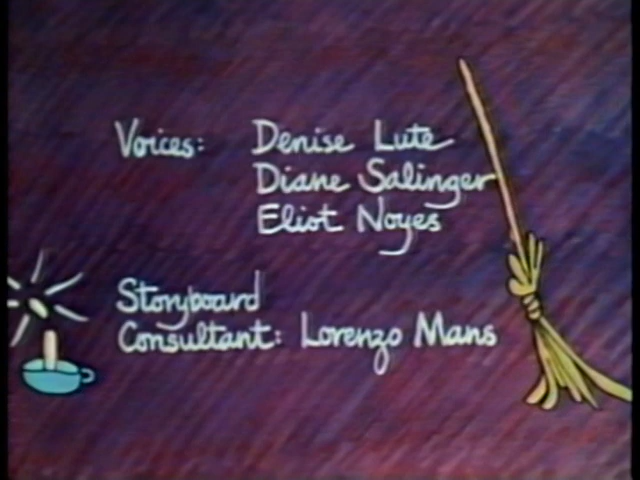 Voices: Denise Lute
Diane Salinger
Eliot Noyes
Storyboard
Consultant: Lorenzo Mans